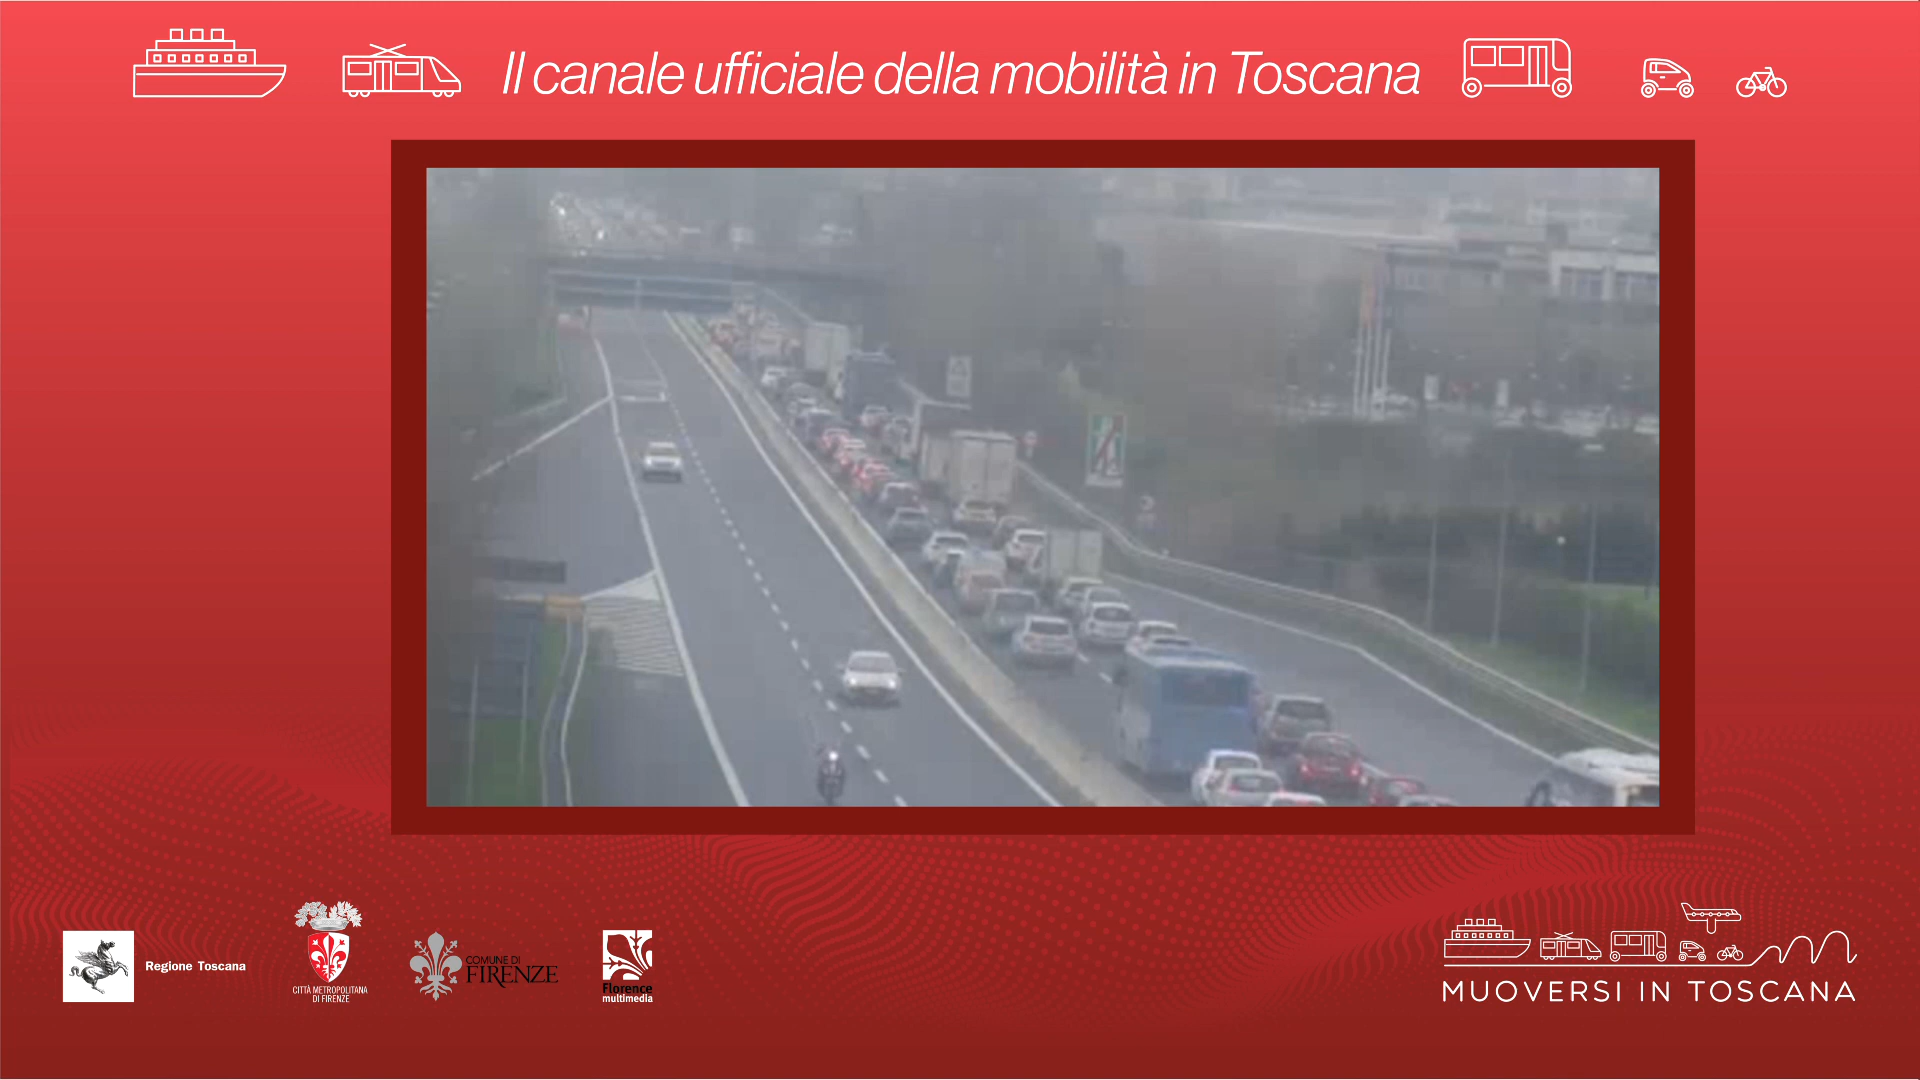 Il canale ufficiale della mobilità in Toscana
Regione Toscana
CITTÀ METROPOLITANA
DI FIRENZE
COMUNE DI
FIRENZE
Florence
multimedia
MUOVERSI IN TOSCANA